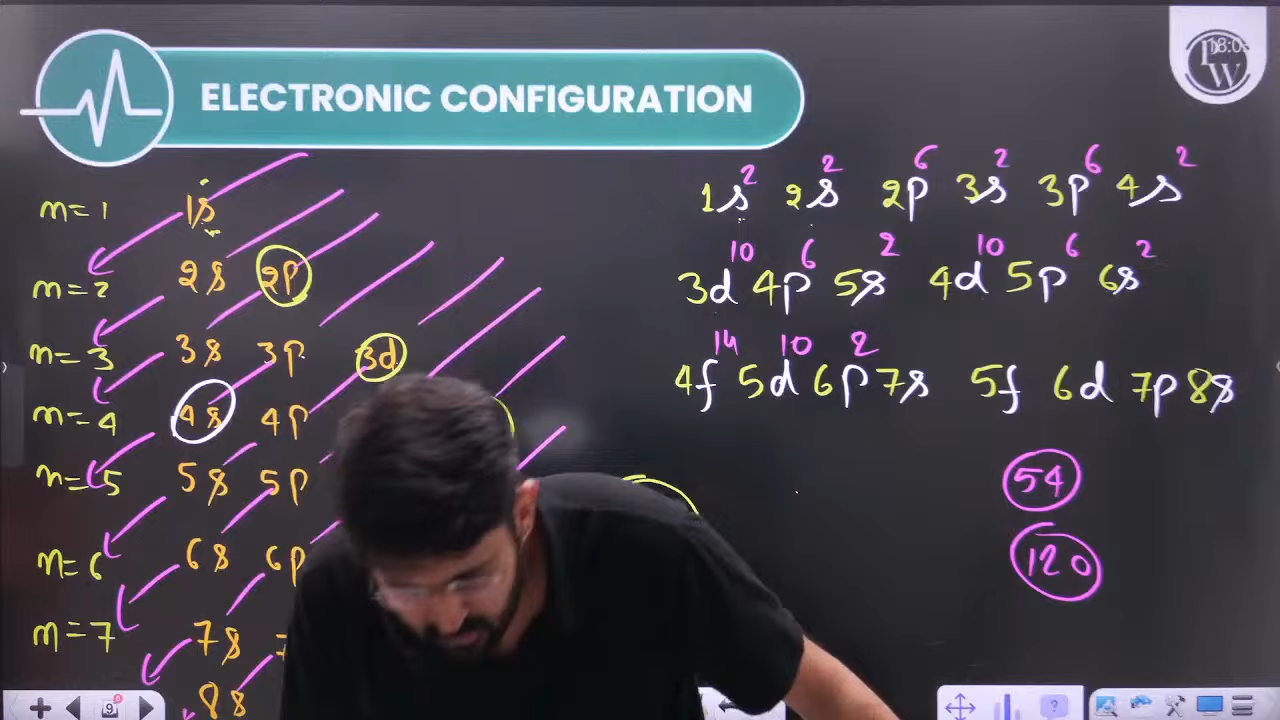 ELECTRONIC CONFIGURATION
n=1 1s
n=2 2s 2p
n=3 3s 3p 3d
n=4 4s 4p
n=5 5s 5p
n=6 6s 6p
n=7 7s
8s
1s² 2s² 2p⁶ 3s² 3p⁶ 4s²
3d¹⁰ 4p⁶ 5s² 4d¹⁰ 5p⁶ 6s²
4f¹⁴ 5d¹⁰ 6p² 7s 5f 6d 7p 8s
54
120
9